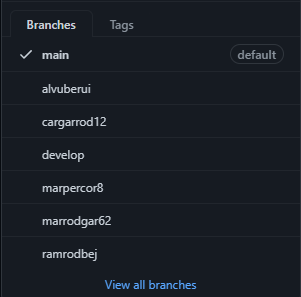 Branches Tags
main default
alvuberui
cargarrod12
develop
marpercor8
marrodgar62
ramrodbej
View all branches